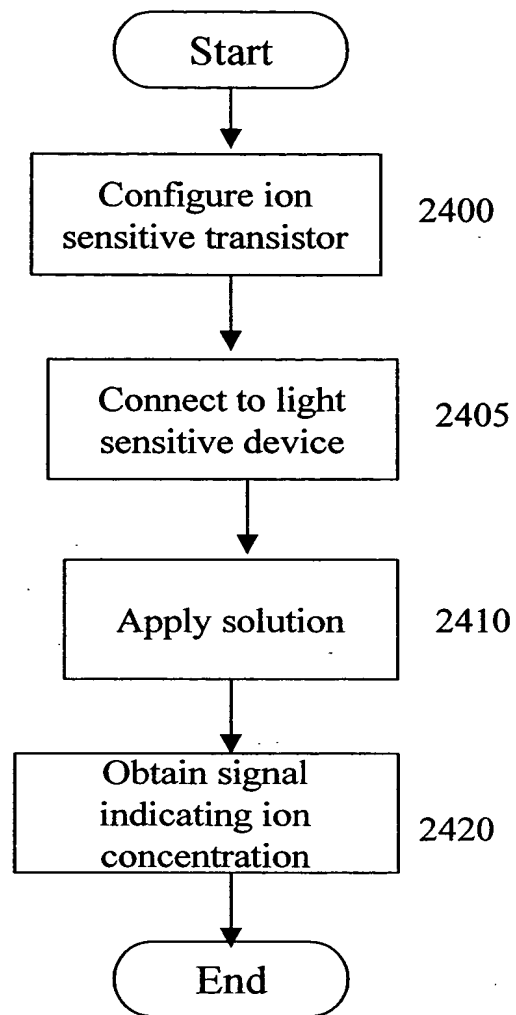 Start
Configure ion
sensitive transistor
2400
Connect to light
sensitive device
2405
Apply solution
2410
Obtain signal
indicating ion
concentration
2420
End